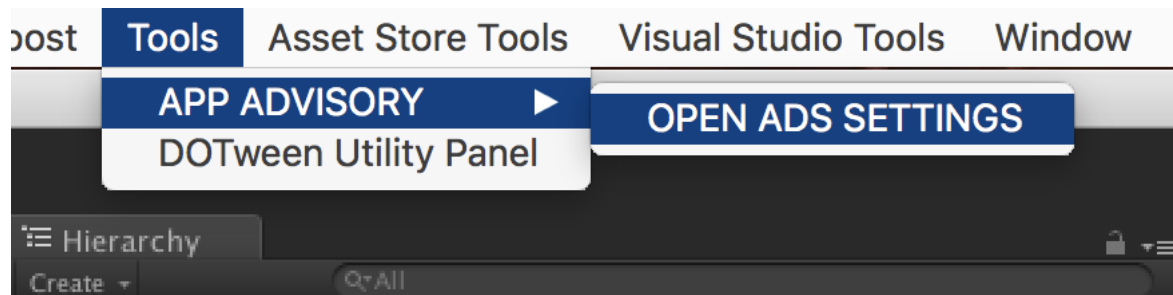 Tools Asset Store Tools Visual Studio Tools Window
APP ADVISORY OPEN ADS SETTINGS
DOTween Utility Panel
Hierarchy
Create All